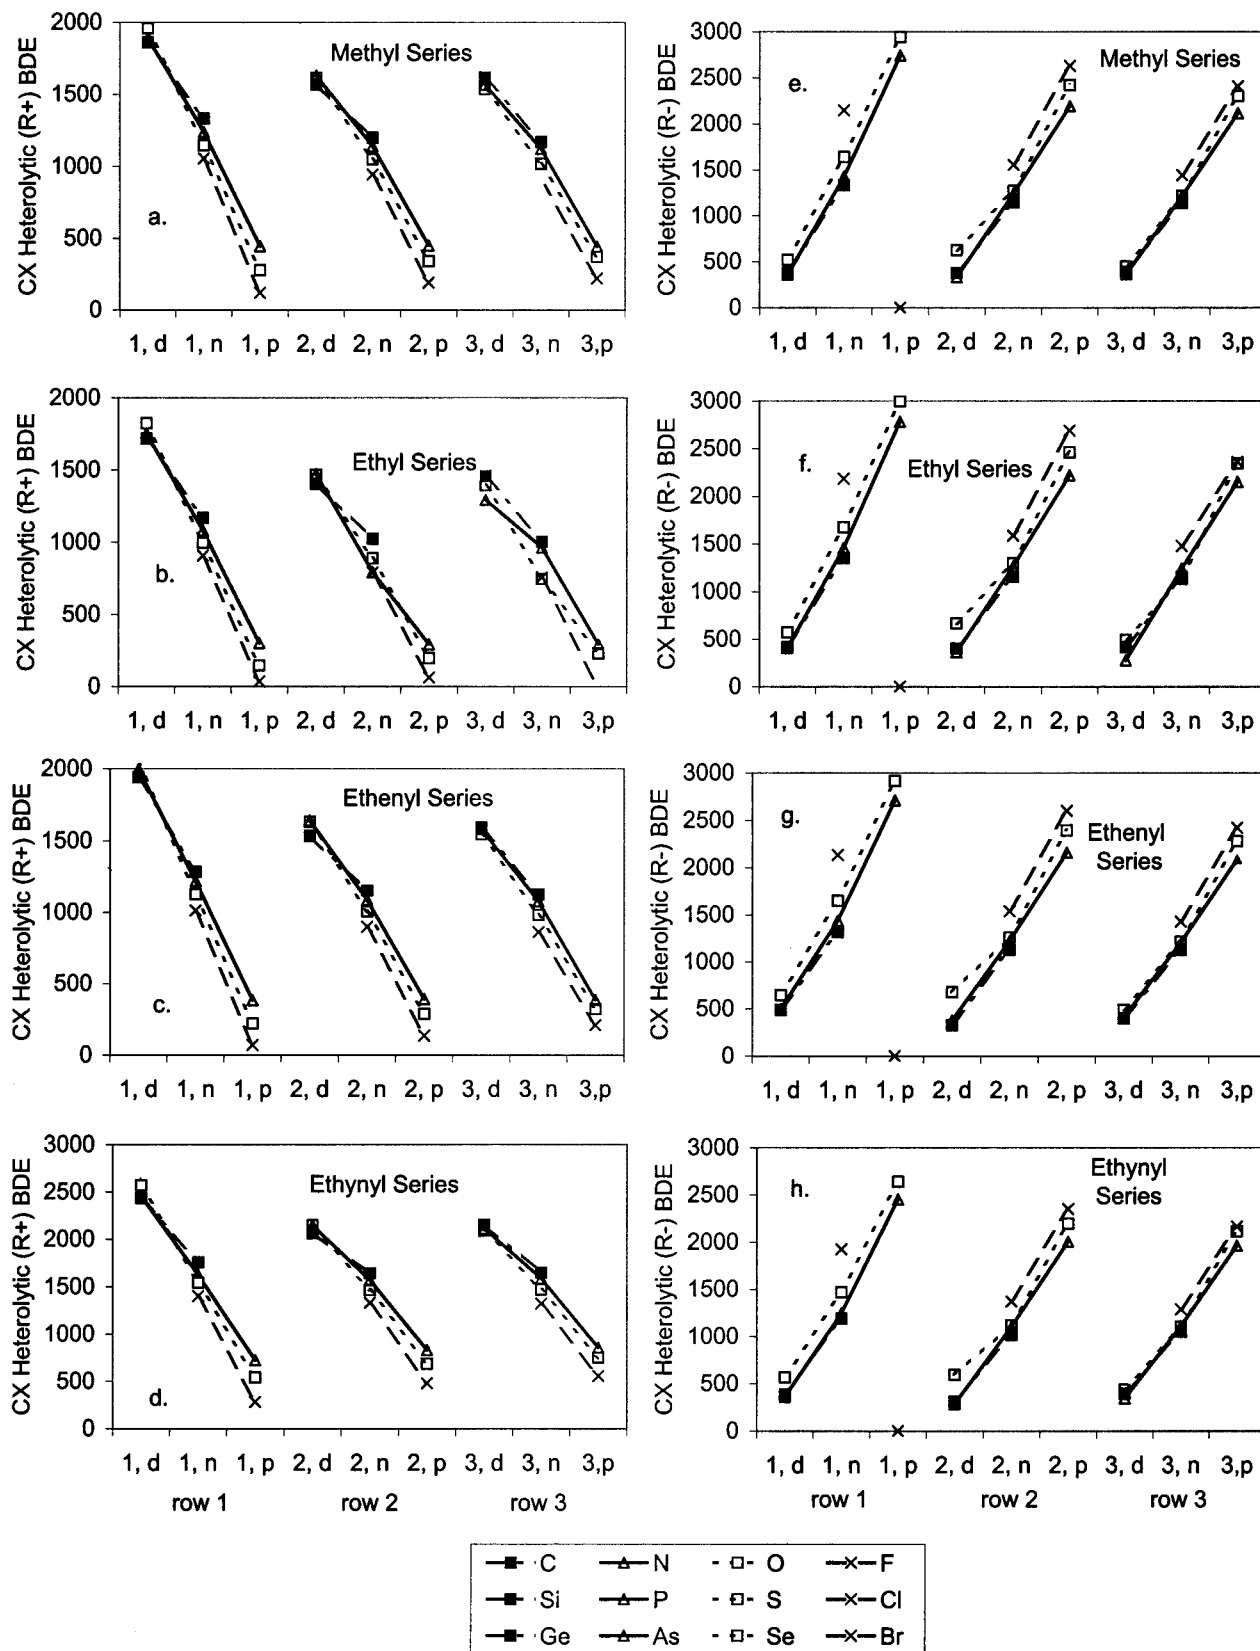 CX Heterolytic (R+) BDE
2000
1500
1000
500
0
Methyl Series
a.
1, d 1, n 1, p 2, d 2, n 2, p 3, d 3, n 3,p
CX Heterolytic (R-) BDE
3000
2500
2000
1500
1000
500
0
Methyl Series
e.
1, d 1, n 1, p 2, d 2, n 2, p 3, d 3, n 3,p
CX Heterolytic (R+) BDE
2000
1500
1000
500
0
Ethyl Series
b.
1, d 1, n 1, p 2, d 2, n 2, p 3, d 3, n 3,p
CX Heterolytic (R-) BDE
3000
2500
2000
1500
1000
500
0
f.
Ethyl Series
1, d 1, n 1, p 2, d 2, n 2, p 3, d 3, n 3,p
CX Heterolytic (R+) BDE
2000
1500
1000
500
0
Ethenyl Series
c.
1, d 1, n 1, p 2, d 2, n 2, p 3, d 3, n 3,p
CX Heterolytic (R-) BDE
3000
2500
2000
1500
1000
500
0
g.
Ethenyl
Series
1, d 1, n 1, p 2, d 2, n 2, p 3, d 3, n 3,p
CX Heterolytic (R+) BDE
3000
2500
2000
1500
1000
500
0
Ethynyl Series
d.
1, d 1, n 1, p 2, d 2, n 2, p 3, d 3, n 3,p
row 1 row 2 row 3
CX Heterolytic (R-) BDE
3000
2500
2000
1500
1000
500
0
h.
Ethynyl
Series
1, d 1, n 1, p 2, d 2, n 2, p 3, d 3, n 3,p
row 1 row 2 row 3
C N O F
Si P S Cl
Ge As Se Br